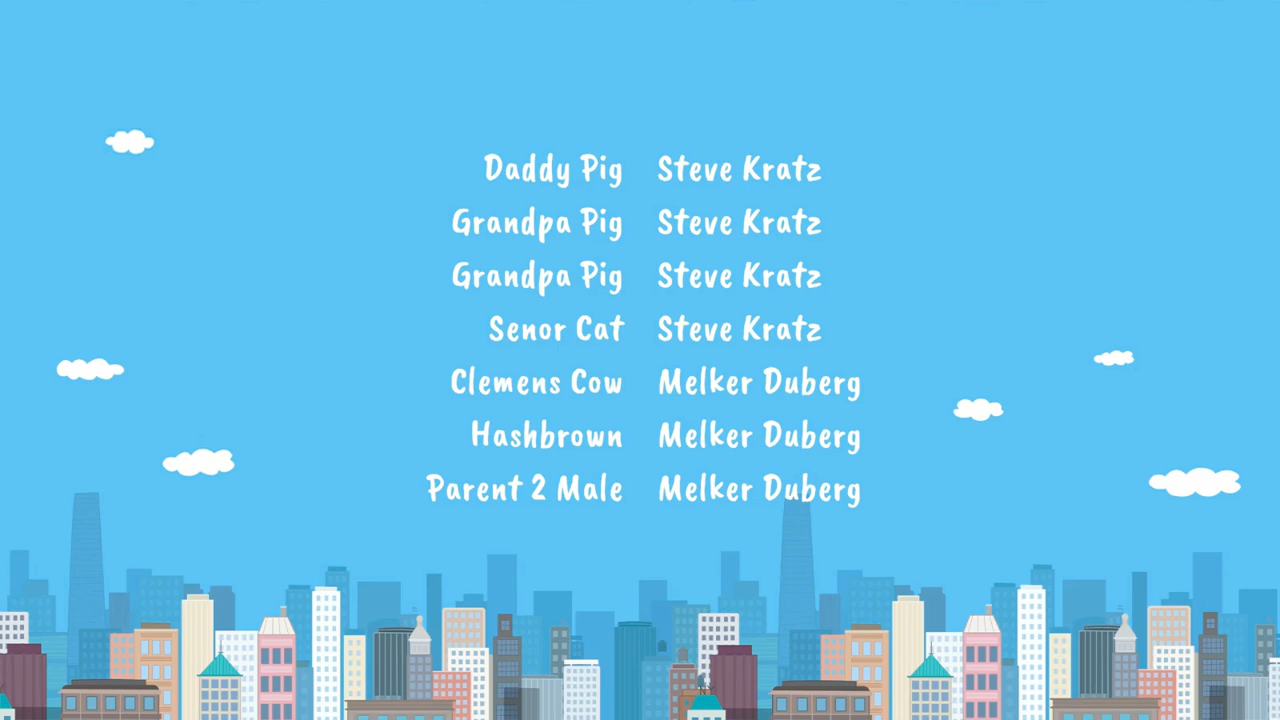 Daddy Pig Steve Kratz
Grandpa Pig Steve Kratz
Grandpa Pig Steve Kratz
Senor Cat Steve Kratz
Clemens Cow Melker Duberg
Hashbrown Melker Duberg
Parent 2 Male Melker Duberg